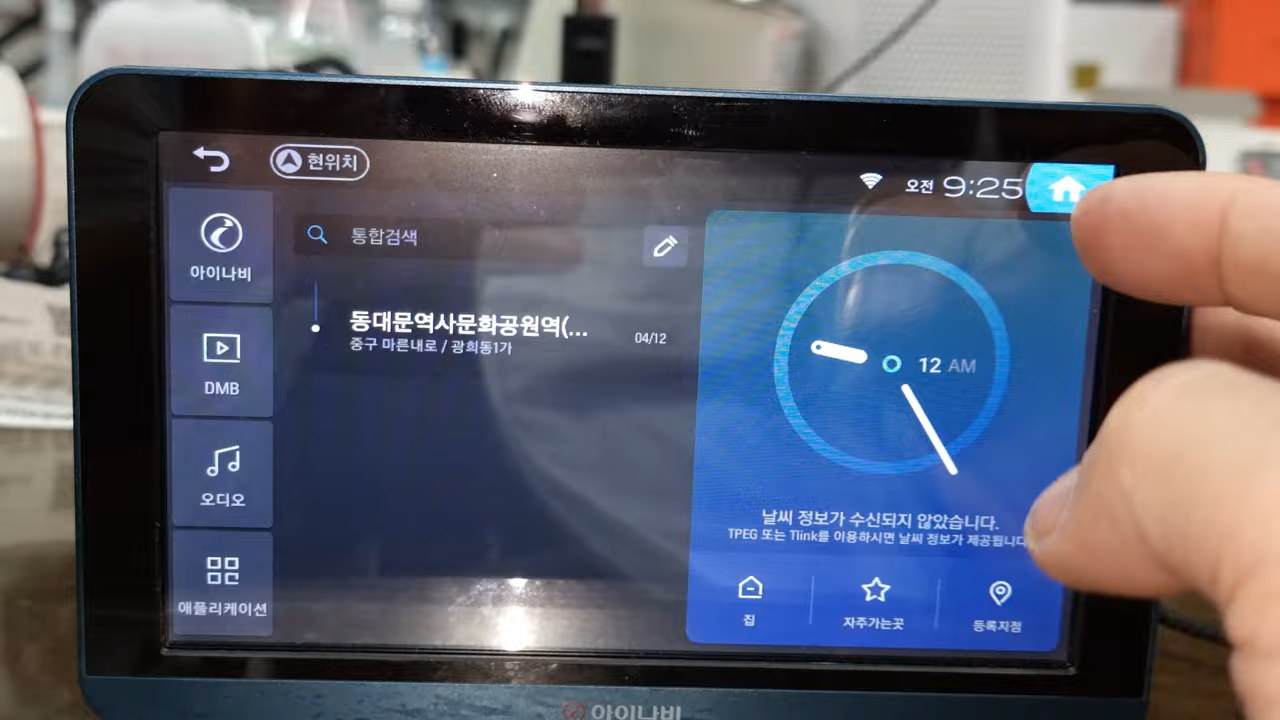 현위치
오전 9:25
아이나비
DMB
오디오
애플리케이션
통합검색
동대문역사문화공원역(...
중구 마른내로 / 광희동1가
04/12
12 AM
날씨 정보가 수신되지 않았습니다.
TPEG 또는 Tlink를 이용하시면 날씨 정보가 제공됩니다
집
자주가는곳
등록지점
아이나비